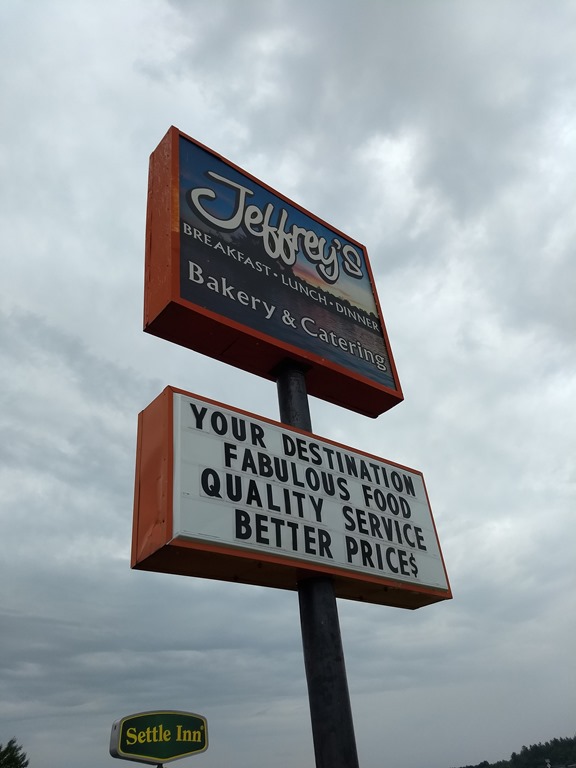 Jeffrey's
BREAKFAST • LUNCH • DINNER
Bakery & Catering
YOUR DESTINATION
FABULOUS FOOD
QUALITY SERVICE
BETTER PRICE$
Settle Inn